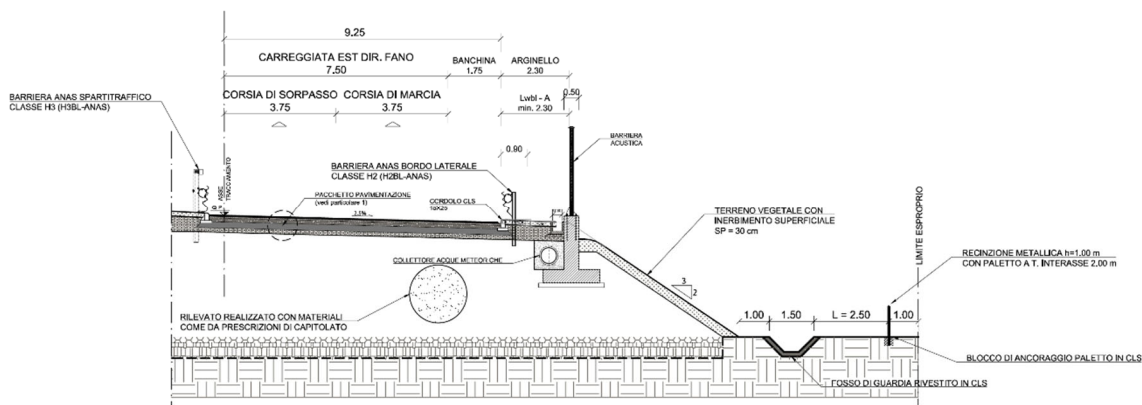 9.25
CARREGGIATA EST DIR. FANO
7.50
BANCHINA
1.75
ARGINELLO
2.30
CORSIA DI SORPASSO
3.75
CORSIA DI MARCIA
3.75
Lwbl - A
min. 2.30
0.50
BARRIERA ANAS SPARTITRAFFICO
CLASSE H3 (H3BL-ANAS)
BARRIERA
ACUSTICA
0.90
BARRIERA ANAS BORDO LATERALE
CLASSE H2 (H2BL-ANAS)
ASSE
TRACCIAMENTO
PACCHETTO PAVIMENTAZIONE
(vedi particolare 1)
CORDOLO CLS
TERRENO VEGETALE CON
INERBIMENTO SUPERFICIALE
SP = 30 cm
LIMITE ESPROPRIO
RECINZIONE METALLICA h=1.00 m
CON PALETTO A T. INTERASSE 2.00 m
COLLETTORE ACQUE METEORICHE
3
2
1.00
1.50
L = 2.50
1.00
RILEVATO REALIZZATO CON MATERIALI
COME DA PRESCRIZIONI DI CAPITOLATO
BLOCCO DI ANCORAGGIO PALETTO IN CLS
FOSSO DI GUARDIA RIVESTITO IN CLS